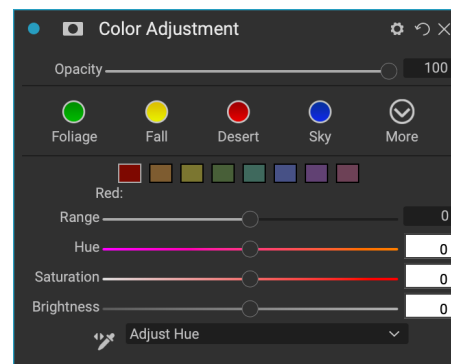 Color Adjustment
Opacity 100
Foliage Fall Desert Sky More
Red:
Range 0
Hue 0
Saturation 0
Brightness 0
Adjust Hue